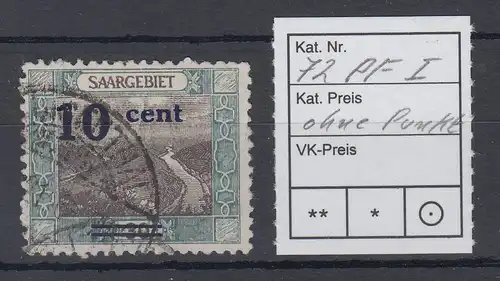 SAARGEBIET
10 cent
Kat. Nr.
72 PF I
Kat. Preis
ohne Punkt
VK-Preis
** * ⊙